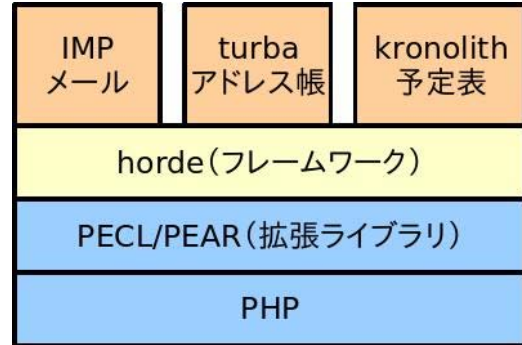 IMP
メール
turba
アドレス帳
kronolith
予定表
horde(フレームワーク)
PECL/PEAR(拡張ライブラリ)
PHP